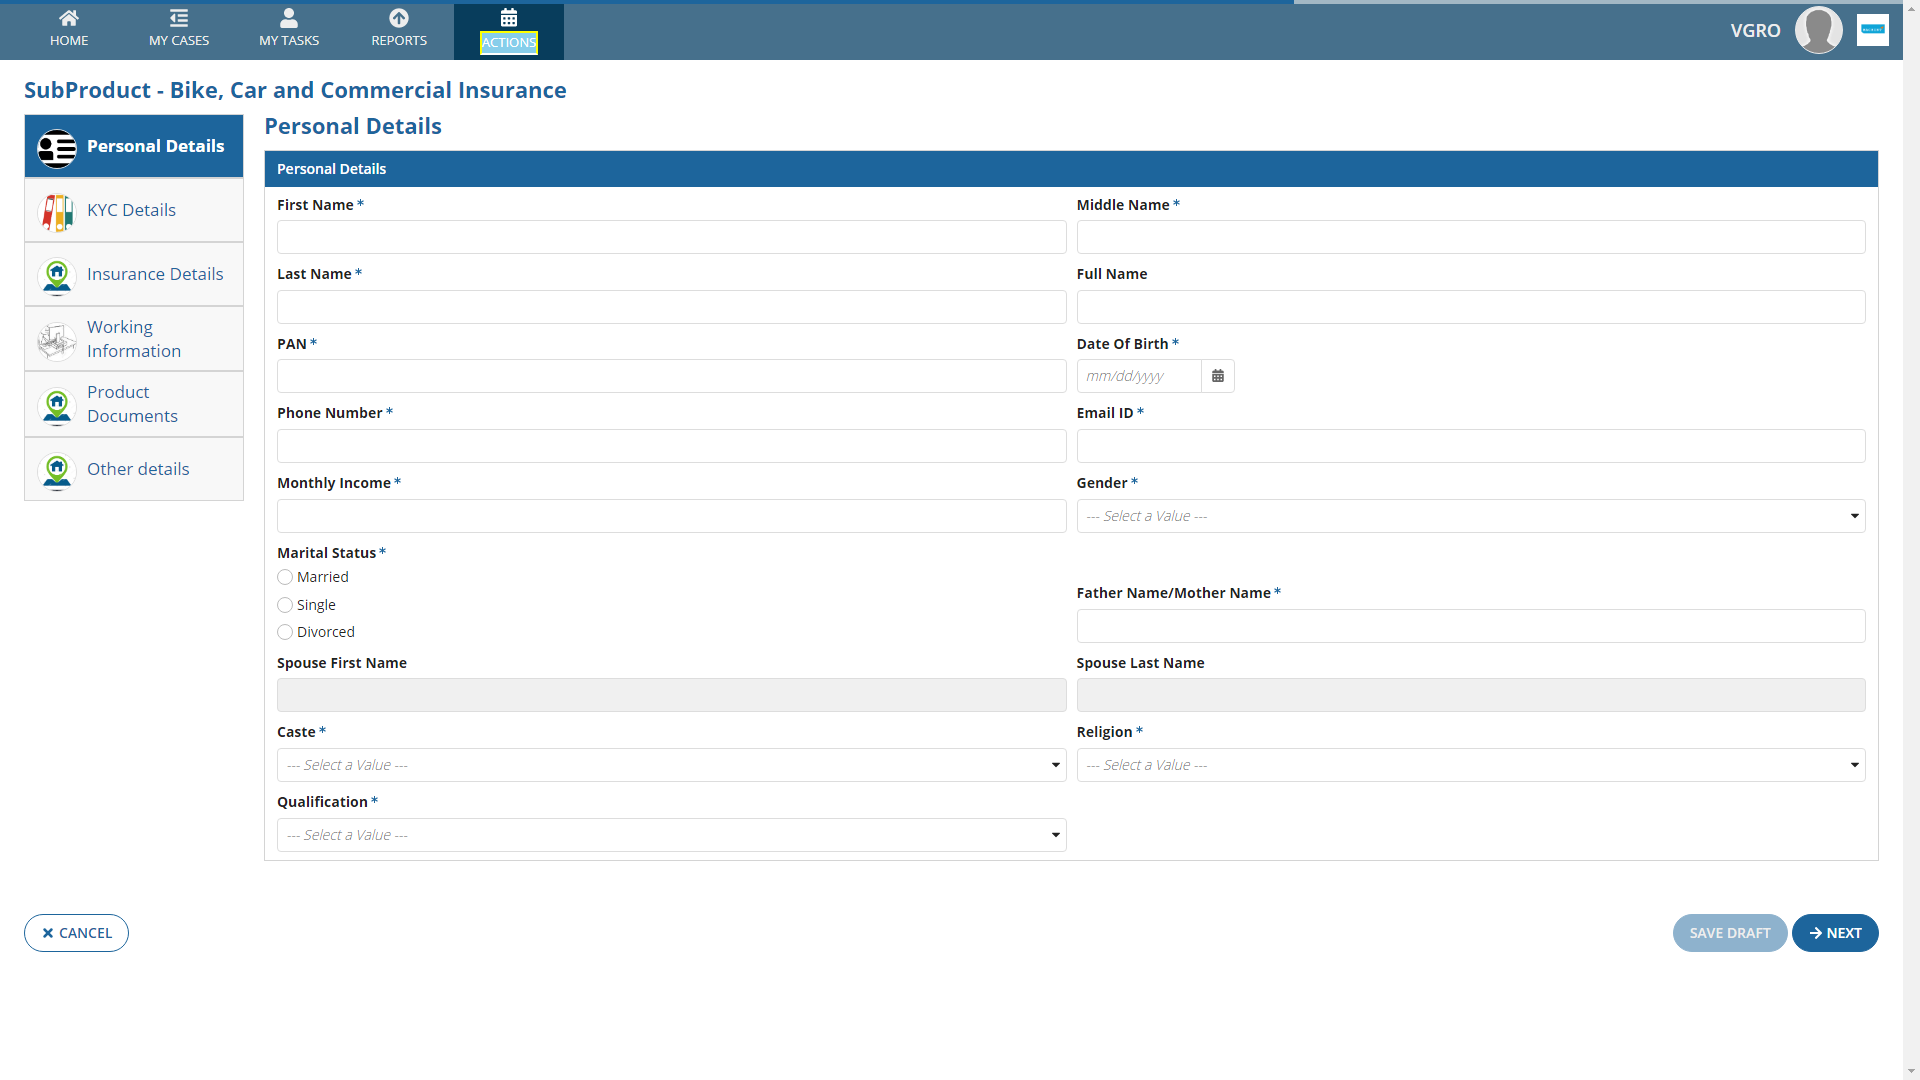 HOME
MY CASES
MY TASKS
REPORTS
ACTIONS
VGRO
SubProduct - Bike, Car and Commercial Insurance
Personal Details
KYC Details
Insurance Details
Working
Information
Product
Documents
Other details
Personal Details
Personal Details
First Name *
Middle Name *
Last Name *
Full Name
PAN *
Date Of Birth *
mm/dd/yyyy
Phone Number *
Email ID *
Monthly Income *
Gender *
--- Select a Value ---
Marital Status *
Married
Single
Divorced
Father Name/Mother Name *
Spouse First Name
Spouse Last Name
Caste *
--- Select a Value ---
Religion *
--- Select a Value ---
Qualification *
--- Select a Value ---
CANCEL
SAVE DRAFT
NEXT